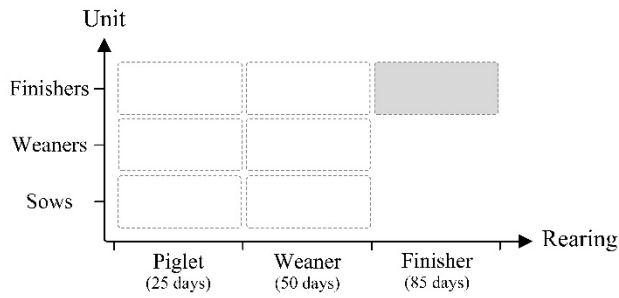 Unit
Finishers
Weaners
Sows
Rearing
Piglet Weaner Finisher
(25 days) (50 days) (85 days)